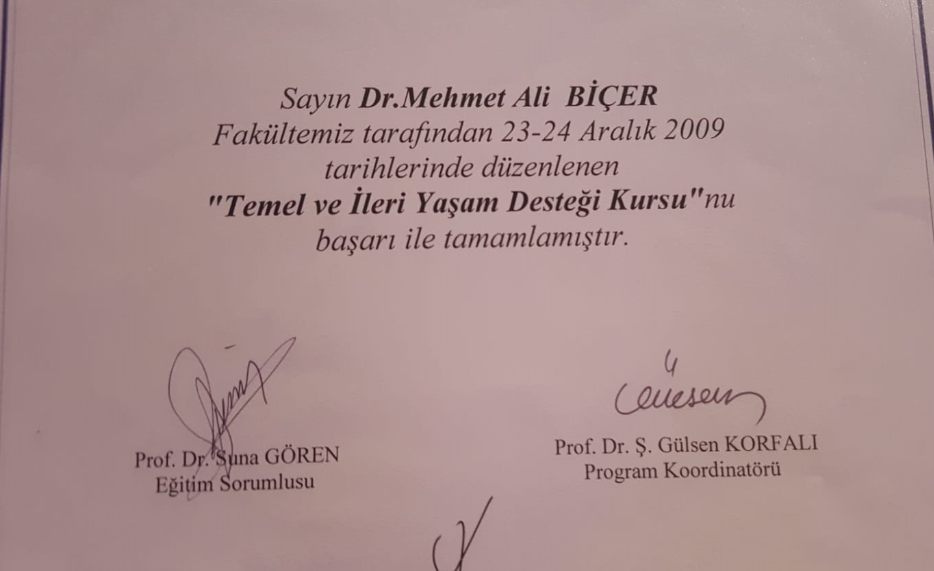 Sayın Dr.Mehmet Ali BİÇER
Fakültemiz tarafından 23-24 Aralık 2009
tarihlerinde düzenlenen
"Temel ve İleri Yaşam Desteği Kursu"nu
başarı ile tamamlamıştır.
Prof. Dr. Suna GÖREN
Eğitim Sorumlusu
Prof. Dr. Ş. Gülsen KORFALI
Program Koordinatörü